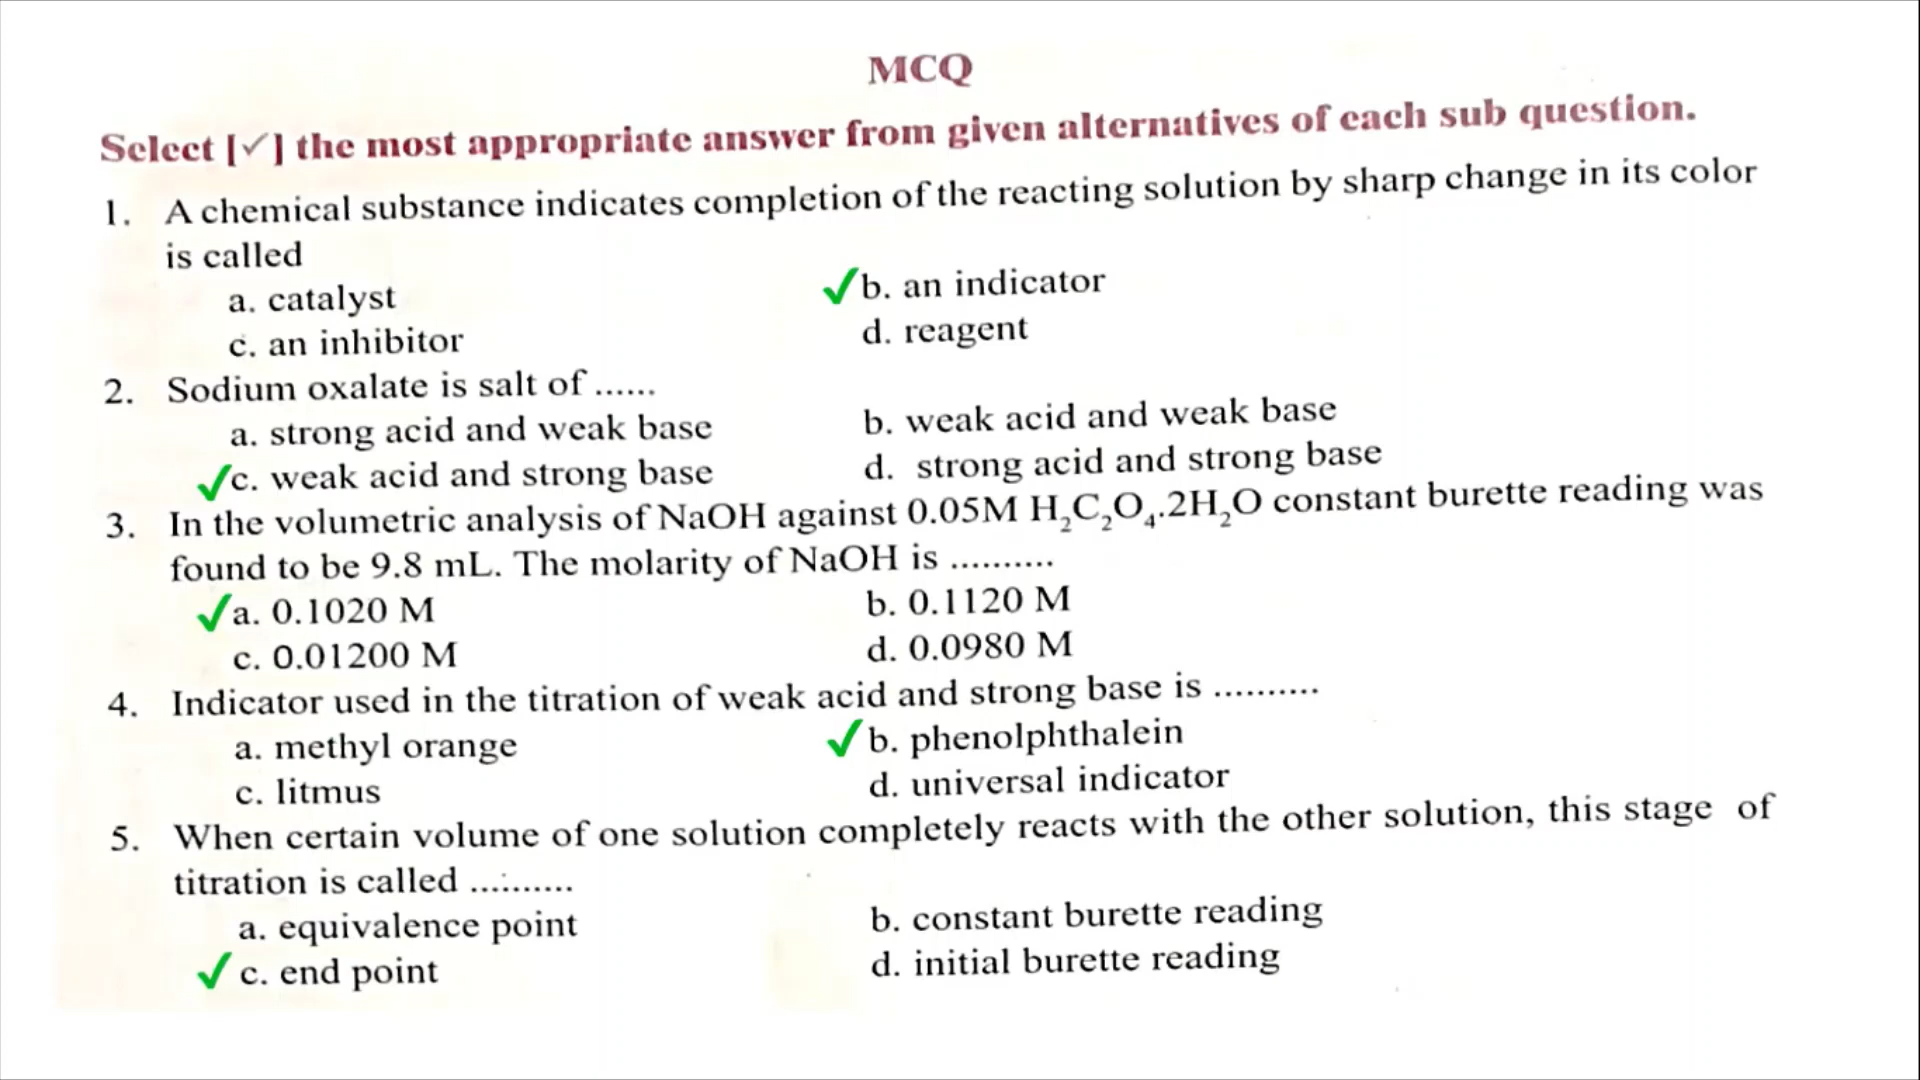 MCQ
Select [✓] the most appropriate answer from given alternatives of each sub question.
1. A chemical substance indicates completion of the reacting solution by sharp change in its color
is called
a. catalyst ✓b. an indicator
c. an inhibitor d. reagent
2. Sodium oxalate is salt of ......
a. strong acid and weak base b. weak acid and weak base
✓c. weak acid and strong base d. strong acid and strong base
3. In the volumetric analysis of NaOH against 0.05M H₂C₂O₄.2H₂O constant burette reading was
found to be 9.8 mL. The molarity of NaOH is ..........
✓a. 0.1020 M b. 0.1120 M
c. 0.01200 M d. 0.0980 M
4. Indicator used in the titration of weak acid and strong base is ..........
a. methyl orange ✓b. phenolphthalein
c. litmus d. universal indicator
5. When certain volume of one solution completely reacts with the other solution, this stage of
titration is called ..........
a. equivalence point b. constant burette reading
✓c. end point d. initial burette reading